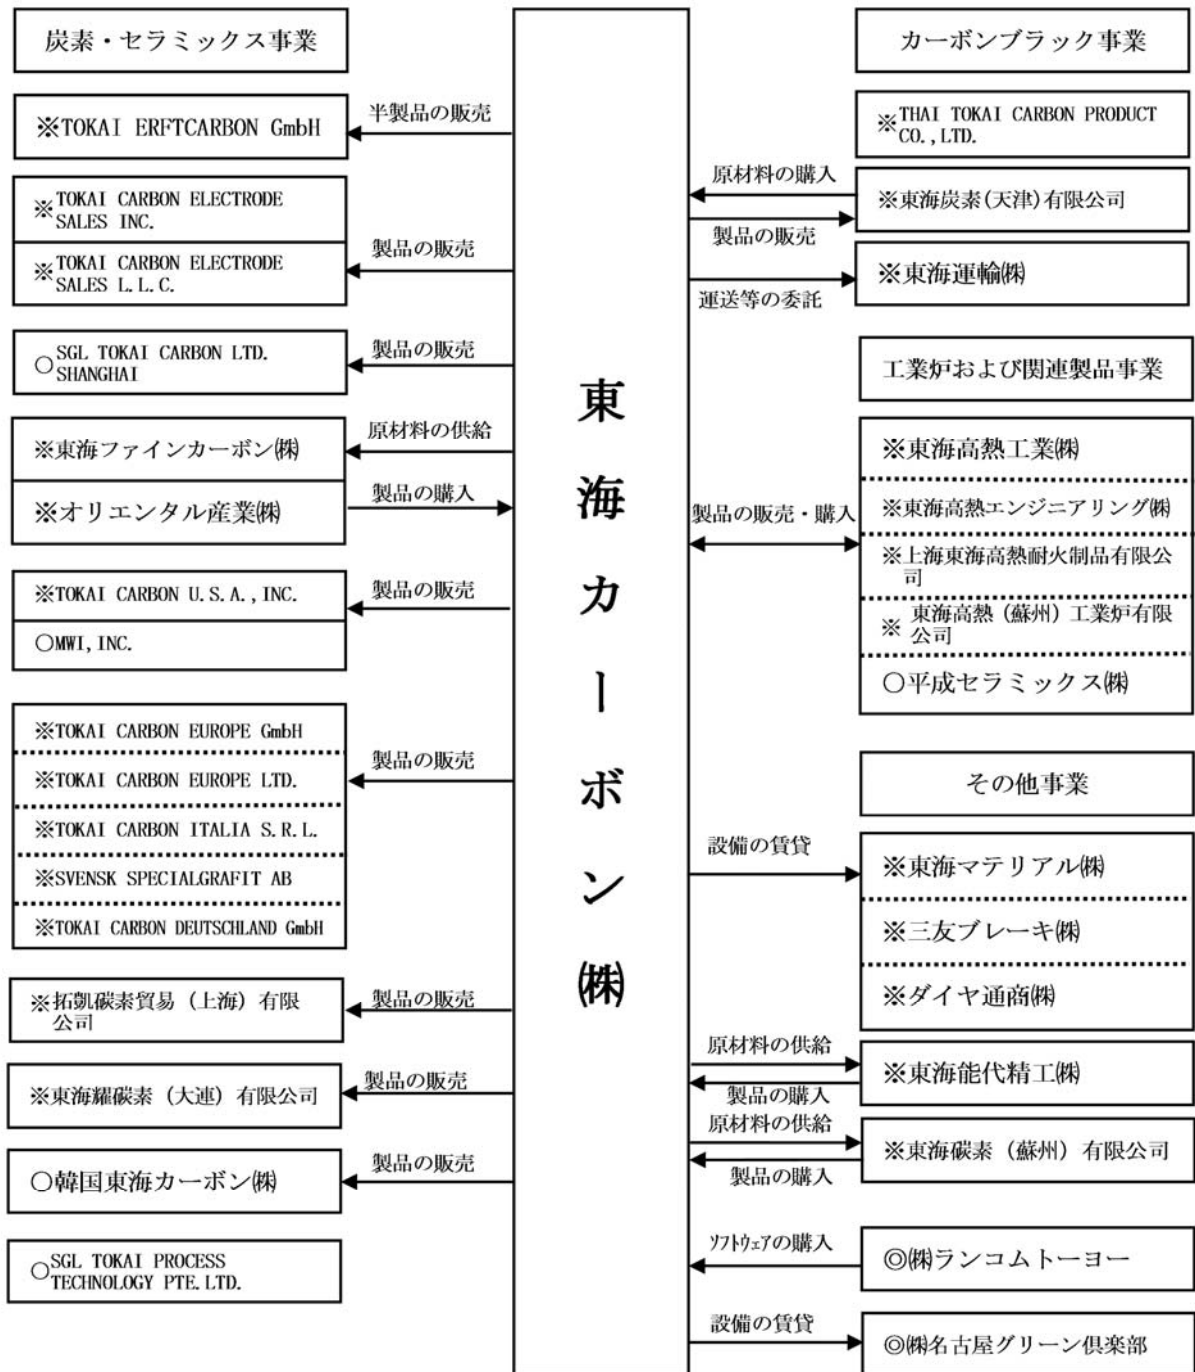 炭素・セラミックス事業
※TOKAI ERFTCARBON GmbH
半製品の販売
※TOKAI CARBON ELECTRODE
SALES INC.
※TOKAI CARBON ELECTRODE
SALES L.L.C.
製品の販売
○SGL TOKAI CARBON LTD.
SHANGHAI
製品の販売
※東海ファインカーボン㈱
原材料の供給
※オリエンタル産業㈱
製品の購入
※TOKAI CARBON U.S.A.,INC.
製品の販売
○MWI,INC.
※TOKAI CARBON EUROPE GmbH
※TOKAI CARBON EUROPE LTD.
製品の販売
※TOKAI CARBON ITALIA S.R.L.
※SVENSK SPECIALGRAFIT AB
※TOKAI CARBON DEUTSCHLAND GmbH
※拓凱碳素貿易（上海）有限
公司
製品の販売
※東海耀碳素（大連）有限公司
製品の販売
○韓国東海カーボン㈱
製品の販売
○SGL TOKAI PROCESS
TECHNOLOGY PTE.LTD.
東海カーボン㈱
カーボンブラック事業
※THAI TOKAI CARBON PRODUCT
CO.,LTD.
原材料の購入
※東海炭素(天津)有限公司
製品の販売
※東海運輸㈱
運送等の委託
工業炉および関連製品事業
※東海高熱工業㈱
※東海高熱エンジニアリング㈱
製品の販売・購入
※上海東海高熱耐火制品有限公
司
※東海高熱（蘇州）工業炉有限
公司
○平成セラミックス㈱
その他事業
設備の賃貸
※東海マテリアル㈱
※三友ブレーキ㈱
※ダイヤ通商㈱
原材料の供給
※東海能代精工㈱
製品の購入
原材料の供給
※東海碳素（蘇州）有限公司
製品の購入
ｿﾌﾄｳｪｱの購入
◎㈱ランコムトーヨー
設備の賃貸
◎㈱名古屋グリーン倶楽部